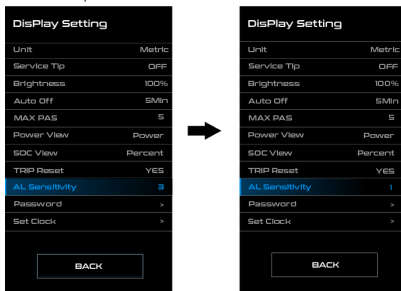 DisPlay Setting
Unit Metric
Service Tip OFF
Brightness 100%
Auto Off 5Min
MAX PAS 5
Power View Power
SOC View Percent
TRIP Reset YES
AL Sensitivity 3
Password >
Set Clock >
BACK
DisPlay Setting
Unit Metric
Service Tip OFF
Brightness 100%
Auto Off 5Min
MAX PAS 5
Power View Power
SOC View Percent
TRIP Reset YES
AL Sensitivity 1
Password >
Set Clock >
BACK